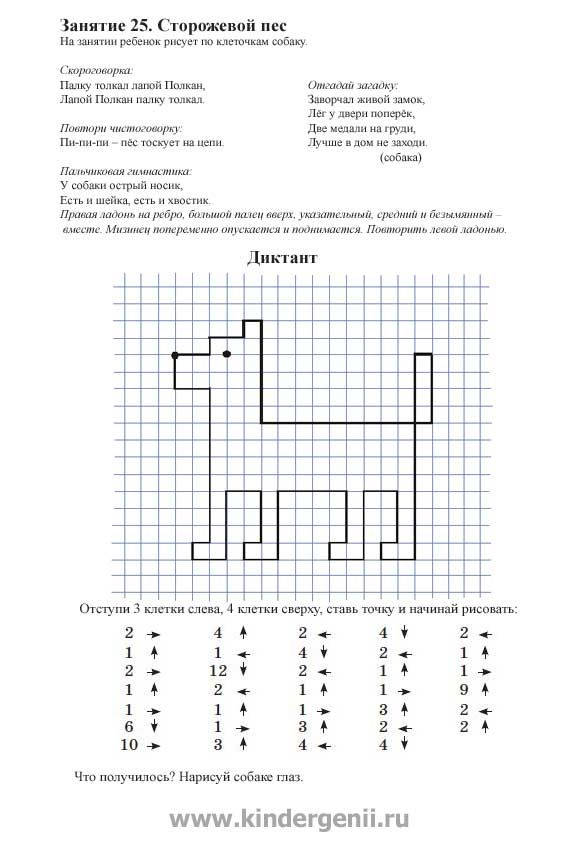 Занятие 25. Сторожевой пес
На занятии ребенок рисует по клеточкам собаку.
Скороговорка:
Палку толкал лапой Полкан,
Лапой Полкан палку толкал.
Повтори чистоговорку:
Пи-пи-пи – пёс тоскует на цепи.
Отгадай загадку:
Заворчал живой замок,
Лёг у двери поперёк,
Две медали на груди,
Лучше в дом не заходи.
(собака)
Пальчиковая гимнастика:
У собаки острый носик,
Есть и шейка, есть и хвостик.
Правая ладонь на ребро, большой палец вверх, указательный, средний и безымянный –
вместе. Мизинец попеременно опускается и поднимается. Повторить левой ладонью.
Диктант
Отступи 3 клетки слева, 4 клетки сверху, ставь точку и начинай рисовать:
2 → 4 ↑ 2 ← 4 ↓ 2 ←
1 ↑ 1 ← 4 ↓ 2 ← 1 ↑
2 → 12 ↓ 2 ← 1 ↑ 1 →
1 ↑ 2 ← 1 ↑ 1 → 9 ↑
1 → 1 ↑ 1 → 3 ↑ 2 ←
6 ↓ 1 → 3 ↑ 2 ← 2 ↑
10 → 3 ↑ 4 ← 4 ↓
Что получилось? Нарисуй собаке глаз.
www.kindergenii.ru